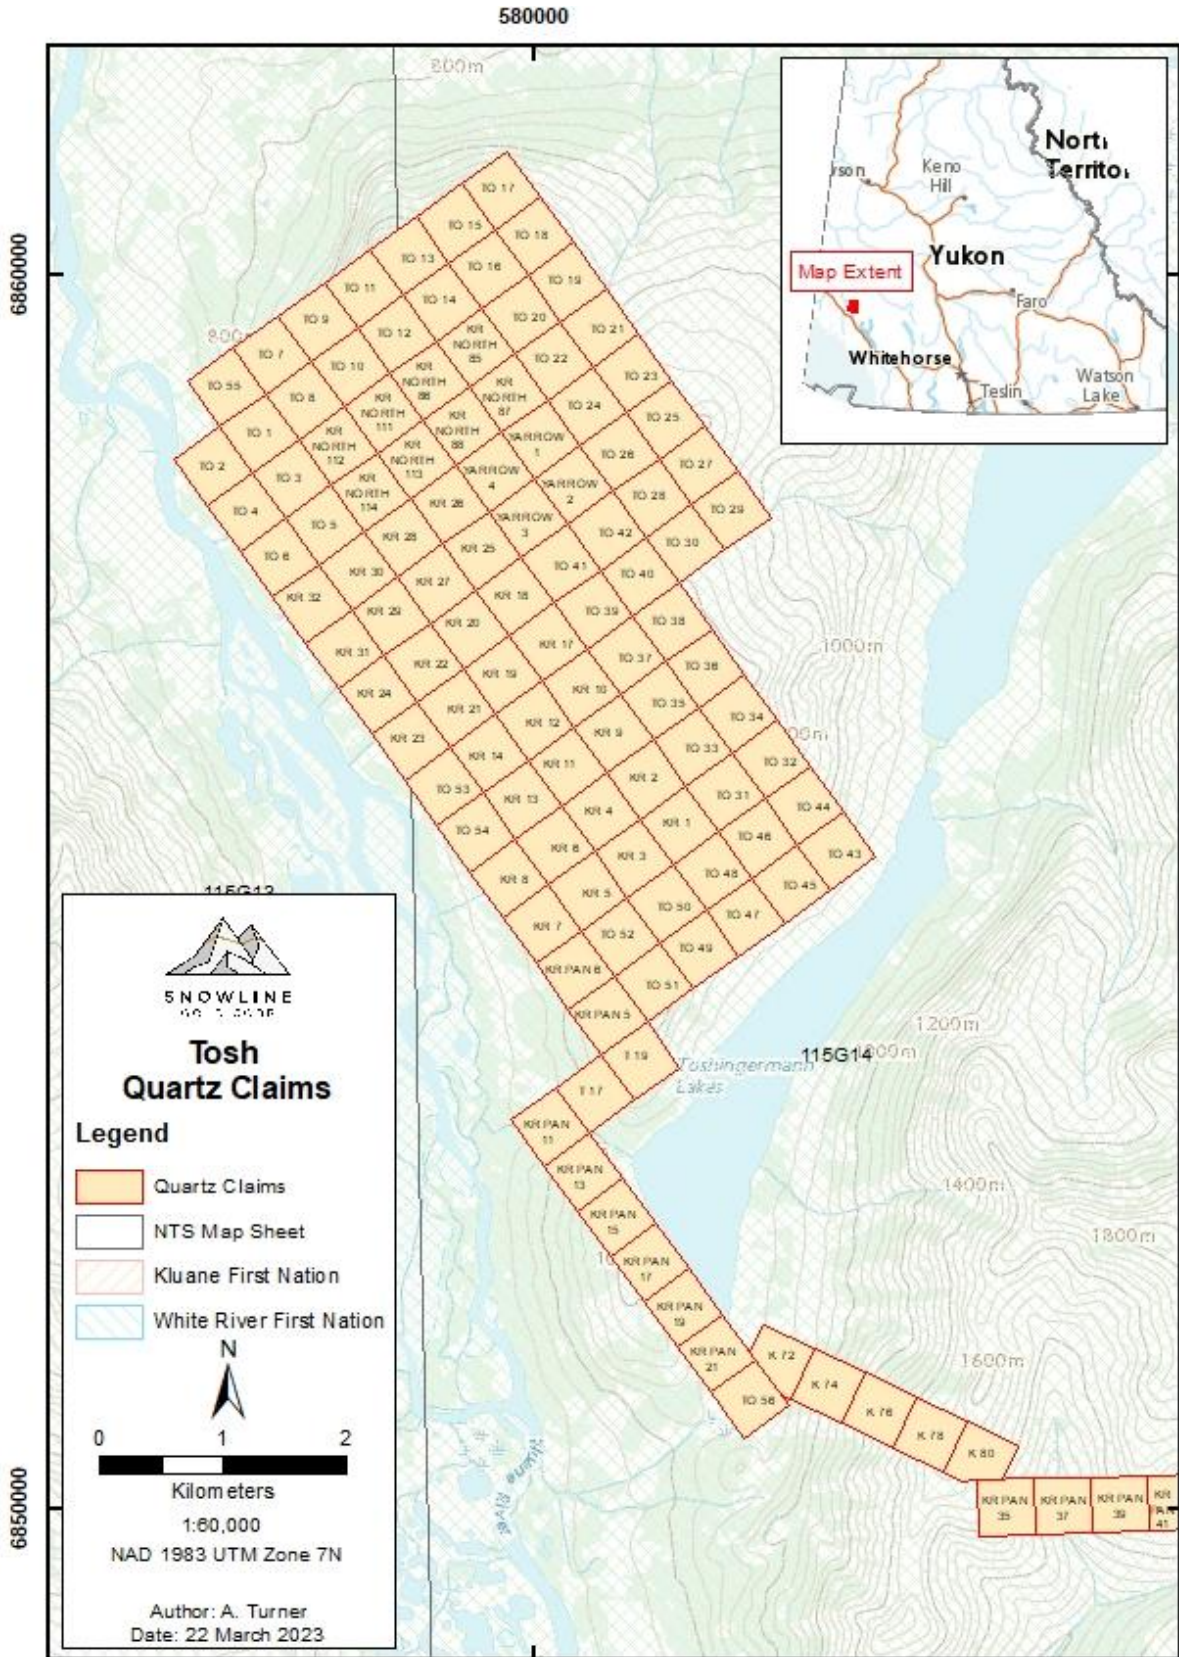 580000
6860000
6850000
800m
800m
1000m
1200m
1400m
1600m
1800m
North
Yukon
Keno
Hill
Map Extent
Faro
Whitehorse
Teslin
Watson
Lake
TO 17
TO 15
TO 18
TO 13
TO 16
TO 19
TO 11
TO 14
TO 20
TO 21
TO 9
TO 12
KR
NORTH
85
TO 22
TO 23
TO 7
TO 10
KR
NORTH
86
KR
NORTH
87
TO 24
TO 25
TO 55
TO 8
KR
NORTH
111
KR
NORTH
88
YARROW
1
TO 26
TO 27
TO 1
KR
NORTH
112
KR
NORTH
113
YARROW
4
YARROW
2
TO 28
TO 29
TO 2
TO 3
KR
NORTH
114
KR 26
YARROW
3
TO 42
TO 30
TO 4
TO 5
KR 28
KR 25
TO 41
TO 40
TO 6
KR 30
KR 27
KR 18
TO 39
TO 38
KR 32
KR 29
KR 20
KR 17
TO 37
TO 36
KR 31
KR 22
KR 19
KR 10
TO 35
TO 34
KR 24
KR 21
KR 12
KR 9
TO 33
TO 32
KR 23
KR 14
KR 11
KR 2
TO 31
TO 44
TO 53
KR 13
KR 4
KR 1
TO 46
TO 43
TO 54
KR 6
KR 3
TO 48
TO 45
KR 8
KR 5
TO 50
TO 47
KR 7
TO 52
TO 49
KR PAN 6
TO 51
KR PAN 5
T 19
T 17
KR PAN
11
KR PAN
13
KR PAN
15
KR PAN
17
KR PAN
19
KR PAN
21
TO 56
K 72
K 74
K 76
K 78
K 80
KR PAN
35
KR PAN
37
KR PAN
39
KR
PAN
41
115G14
Toshingermann
Lakes
River
SNOWLINE
GOLD CORP
Tosh
Quartz Claims
Legend
Quartz Claims
NTS Map Sheet
Kluane First Nation
White River First Nation
N
0 1 2
Kilometers
1:60,000
NAD 1983 UTM Zone 7N
Author: A. Turner
Date: 22 March 2023